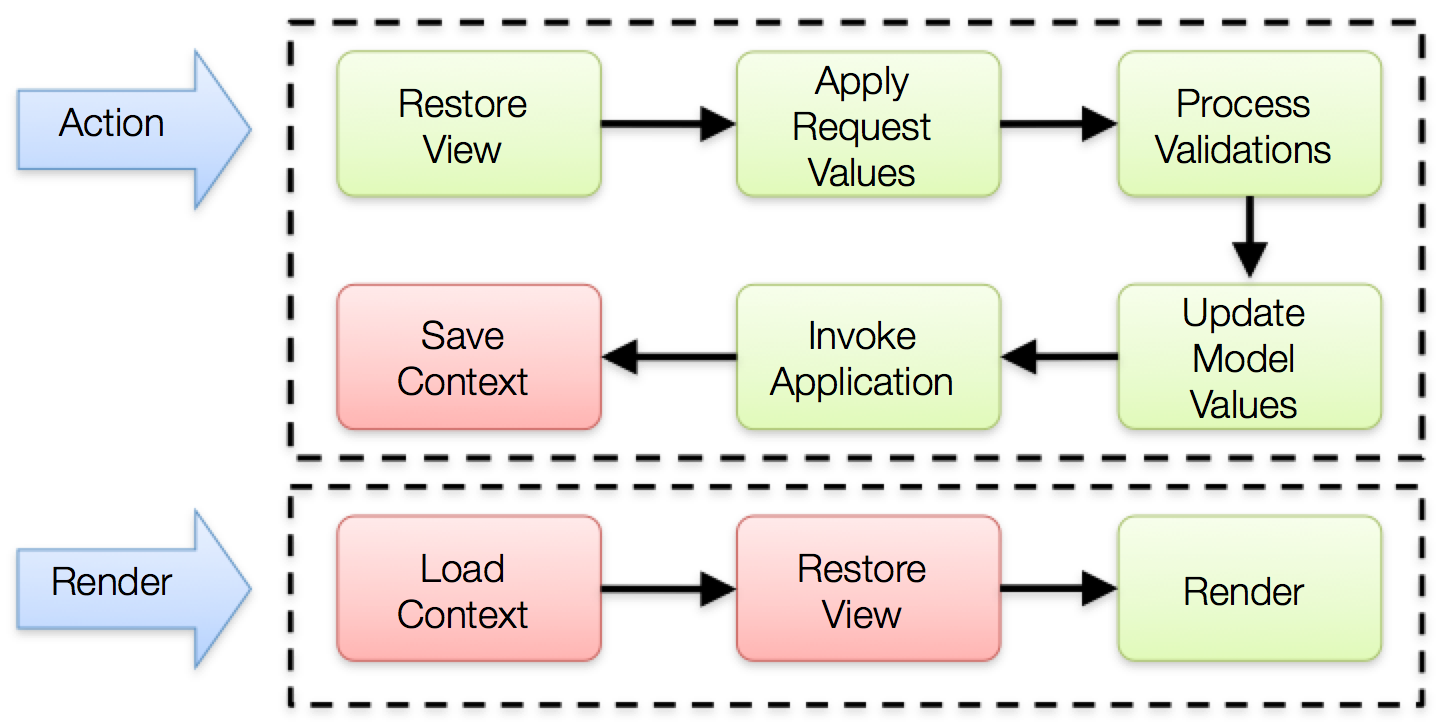 Action
Restore
View
Apply
Request
Values
Process
Validations
Save
Context
Invoke
Application
Update
Model
Values
Render
Load
Context
Restore
View
Render